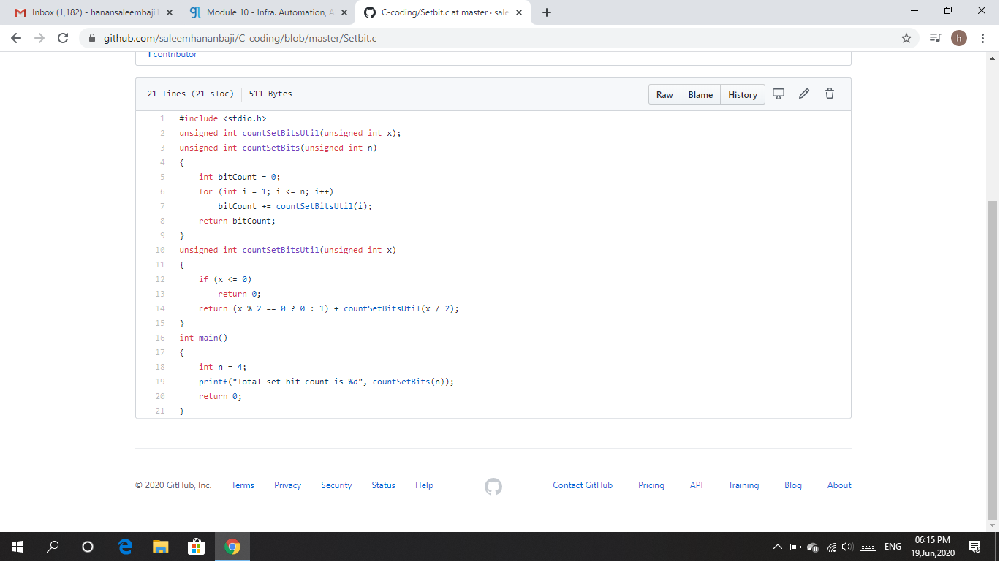 Inbox (1,182) - hanansaleembaji1
Module 10 - Infra. Automation, A
C-coding/Setbit.c at master · sale
github.com/saleemhananbaji/C-coding/blob/master/Setbit.c
h
1 contributor
21 lines (21 sloc) 511 Bytes
Raw Blame History
1 #include <stdio.h>
2 unsigned int countSetBitsUtil(unsigned int x);
3 unsigned int countSetBits(unsigned int n)
4 {
5     int bitCount = 0;
6     for (int i = 1; i <= n; i++)
7         bitCount += countSetBitsUtil(i);
8     return bitCount;
9 }
10 unsigned int countSetBitsUtil(unsigned int x)
11 {
12     if (x <= 0)
13         return 0;
14     return (x % 2 == 0 ? 0 : 1) + countSetBitsUtil(x / 2);
15 }
16 int main()
17 {
18     int n = 4;
19     printf("Total set bit count is %d", countSetBits(n));
20     return 0;
21 }
© 2020 GitHub, Inc. Terms Privacy Security Status Help Contact GitHub Pricing API Training Blog About
ENG
06:15 PM
19,Jun,2020